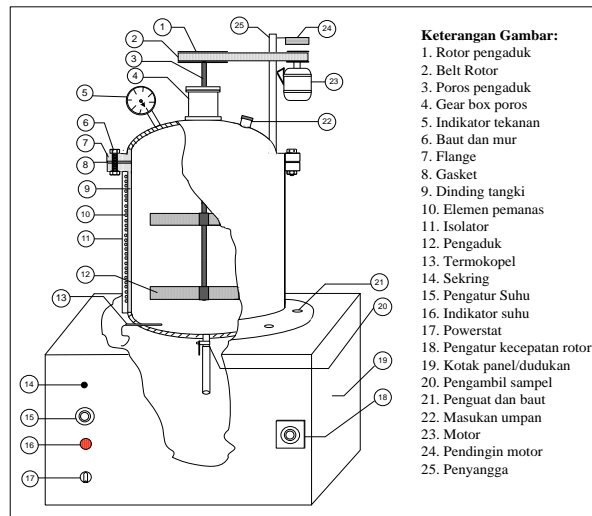 1
2
3
4
5
6
7
8
9
10
11
12
13
14
15
16
17
18
19
20
21
22
23
24
25
Keterangan Gambar:
1. Rotor pengaduk
2. Belt Rotor
3. Poros pengaduk
4. Gear box poros
5. Indikator tekanan
6. Baut dan mur
7. Flange
8. Gasket
9. Dinding tangki
10. Elemen pemanas
11. Isolator
12. Pengaduk
13. Termokopel
14. Sekring
15. Pengatur Suhu
16. Indikator suhu
17. Powerstat
18. Pengatur kecepatan rotor
19. Kotak panel/dudukan
20. Pengambil sampel
21. Penguat dan baut
22. Masukan umpan
23. Motor
24. Pendingin motor
25. Penyangga